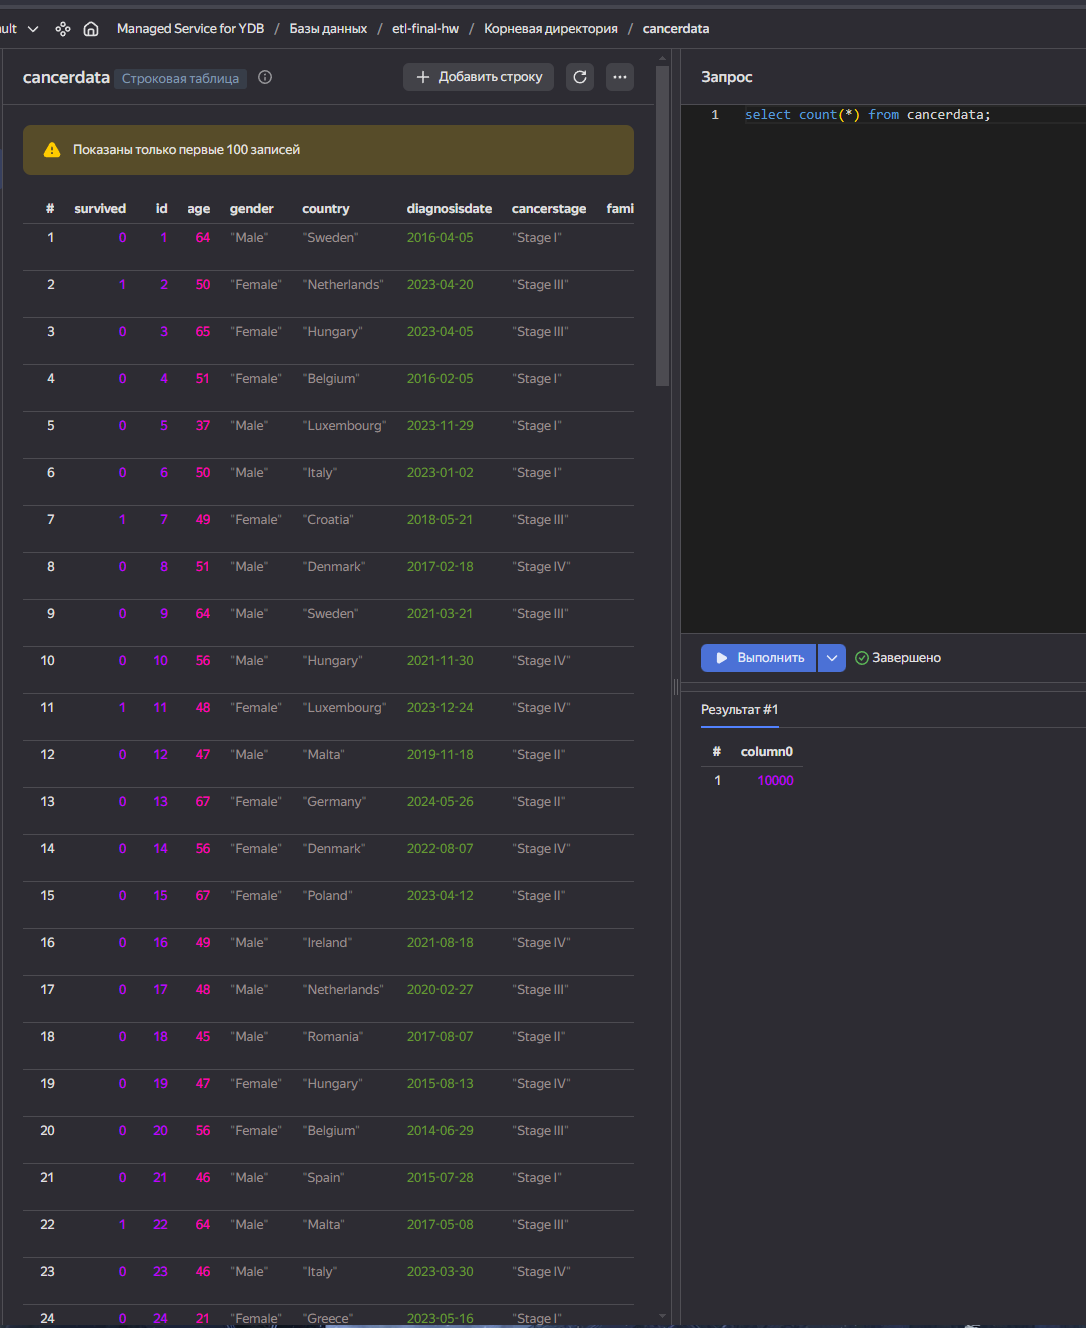 ult Managed Service for YDB / Базы данных / etl-final-hw / Корневая директория / cancerdata
cancerdata Строковая таблица Добавить строку
Показаны только первые 100 записей
# survived id age gender country diagnosisdate cancerstage fami
1 0 1 64 "Male" "Sweden" 2016-04-05 "Stage I"
2 1 2 50 "Female" "Netherlands" 2023-04-20 "Stage III"
3 0 3 65 "Female" "Hungary" 2023-04-05 "Stage III"
4 0 4 51 "Female" "Belgium" 2016-02-05 "Stage I"
5 0 5 37 "Male" "Luxembourg" 2023-11-29 "Stage I"
6 0 6 50 "Male" "Italy" 2023-01-02 "Stage I"
7 1 7 49 "Female" "Croatia" 2018-05-21 "Stage III"
8 0 8 51 "Male" "Denmark" 2017-02-18 "Stage IV"
9 0 9 64 "Male" "Sweden" 2021-03-21 "Stage III"
10 0 10 56 "Male" "Hungary" 2021-11-30 "Stage IV"
11 1 11 48 "Female" "Luxembourg" 2023-12-24 "Stage IV"
12 0 12 47 "Male" "Malta" 2019-11-18 "Stage II"
13 0 13 67 "Female" "Germany" 2024-05-26 "Stage II"
14 0 14 56 "Female" "Denmark" 2022-08-07 "Stage IV"
15 0 15 67 "Female" "Poland" 2023-04-12 "Stage II"
16 0 16 49 "Male" "Ireland" 2021-08-18 "Stage IV"
17 0 17 48 "Male" "Netherlands" 2020-02-27 "Stage III"
18 0 18 45 "Male" "Romania" 2017-08-07 "Stage II"
19 0 19 47 "Female" "Hungary" 2015-08-13 "Stage IV"
20 0 20 56 "Female" "Belgium" 2014-06-29 "Stage III"
21 0 21 46 "Male" "Spain" 2015-07-28 "Stage I"
22 1 22 64 "Male" "Malta" 2017-05-08 "Stage III"
23 0 23 46 "Male" "Italy" 2023-03-30 "Stage IV"
24 0 24 21 "Female" "Greece" 2023-05-16 "Stage I"
Запрос
1 select count(*) from cancerdata;
Выполнить Завершено
Результат #1
# column0
1 10000